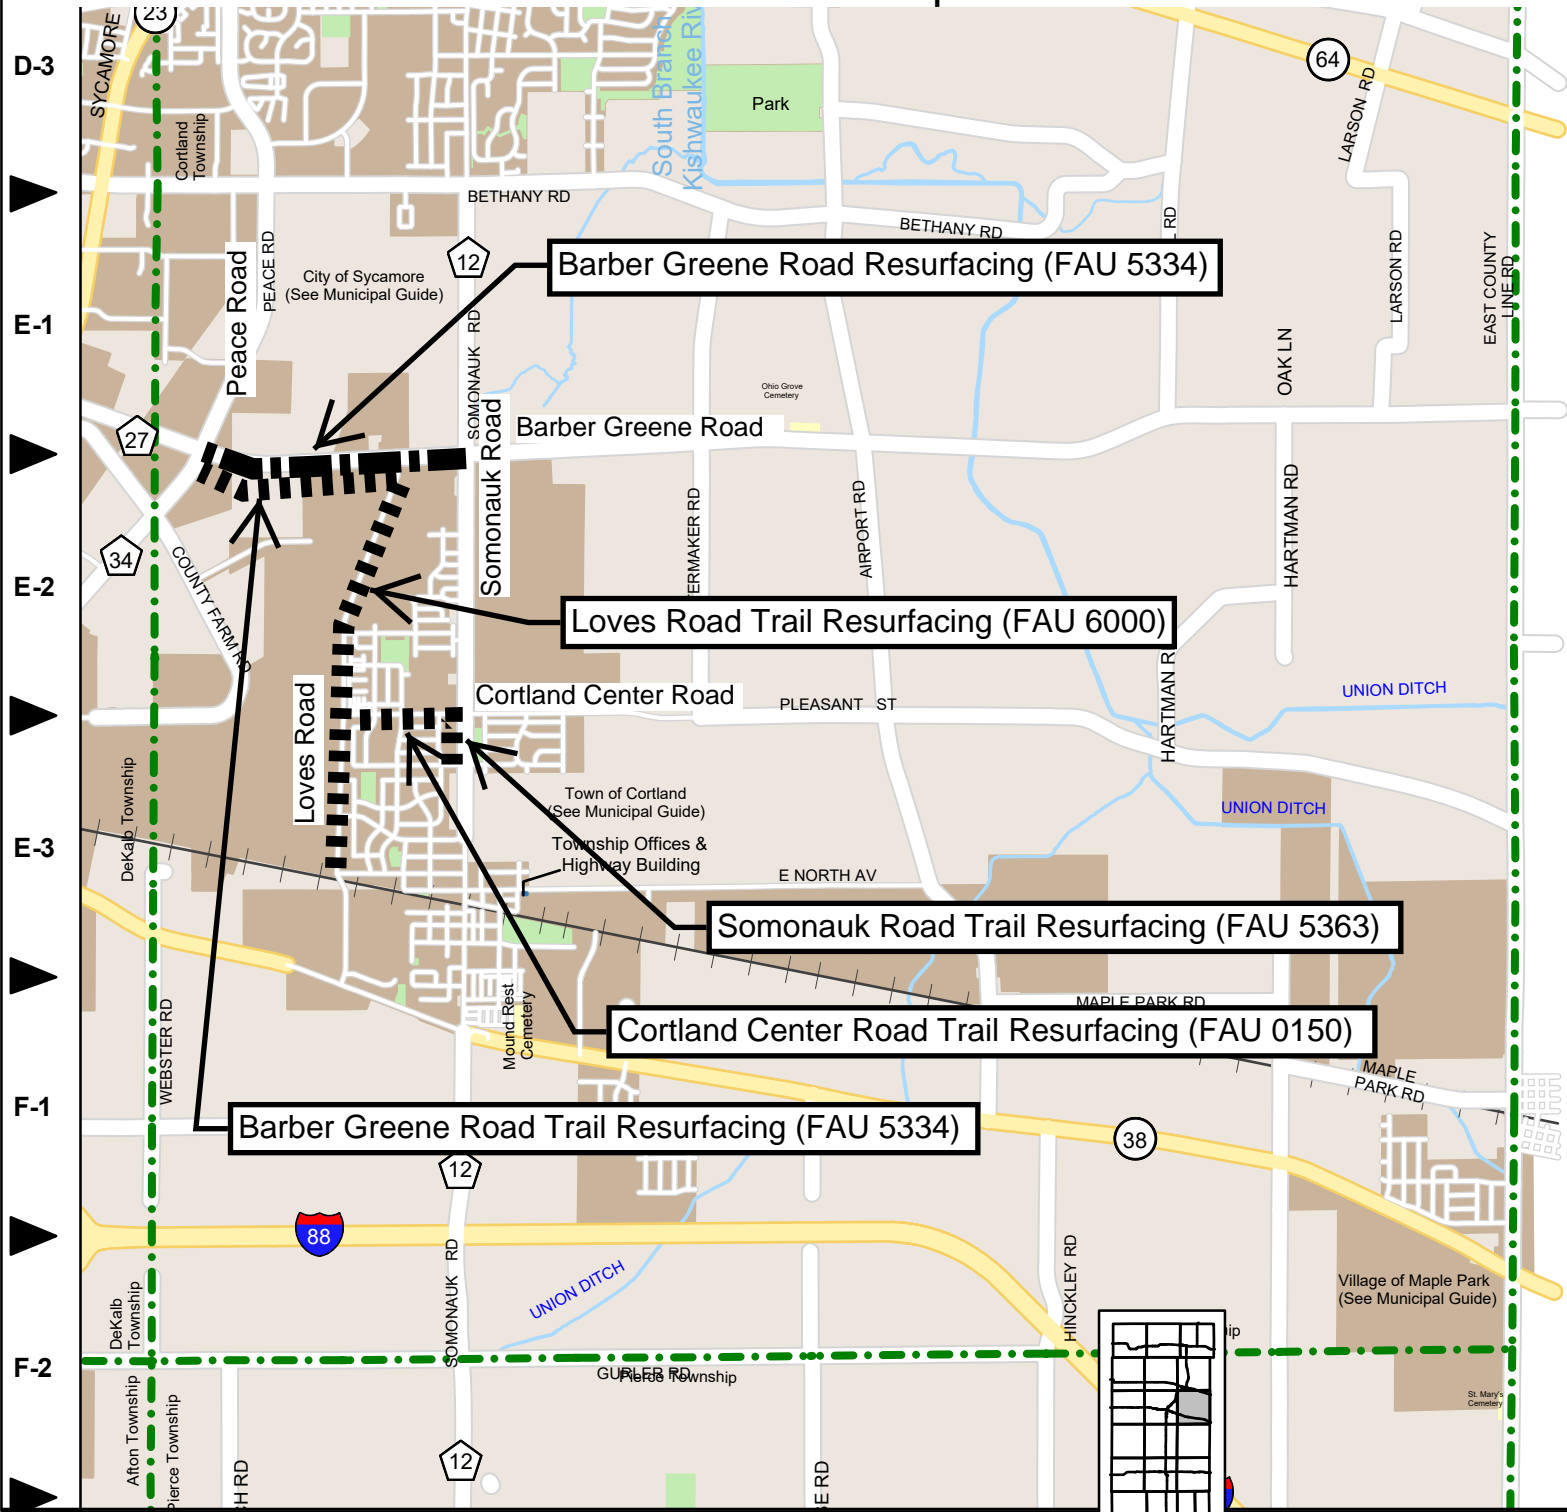 23
D-3
SYCAMORE
Cortland
Township
South Branch
Kishwaukee Riv
Park
64
LARSON RD
BETHANY RD
BETHANY RD
L RD
Peace Road
PEACE RD
City of Sycamore
(See Municipal Guide)
12
Barber Greene Road Resurfacing (FAU 5334)
LARSON RD
EAST COUNTY
LINE RD
E-1
SOMONAUK RD
OAK LN
Ohio Grove
Cemetery
27
Somonauk Road
Barber Greene Road
34
COUNTY FARM RD
ERMAKER RD
AIRPORT RD
HARTMAN RD
E-2
Loves Road Trail Resurfacing (FAU 6000)
HARTMAN R
Loves Road
Cortland Center Road
PLEASANT ST
UNION DITCH
DeKalb Township
Town of Cortland
(See Municipal Guide)
UNION DITCH
E-3
Township Offices &
Highway Building
E NORTH AV
Somonauk Road Trail Resurfacing (FAU 5363)
WEBSTER RD
Mound Rest
Cemetery
MAPLE PARK RD
Cortland Center Road Trail Resurfacing (FAU 0150)
MAPLE
PARK RD
F-1
Barber Greene Road Trail Resurfacing (FAU 5334)
38
12
88
SOMONAUK RD
UNION DITCH
HINCKLEY RD
Village of Maple Park
(See Municipal Guide)
DeKalb
Township
ip
F-2
GURLER RD
Pierce Township
St. Mary's
Cemetery
Afton Township
Pierce Township
CH RD
12
SE RD